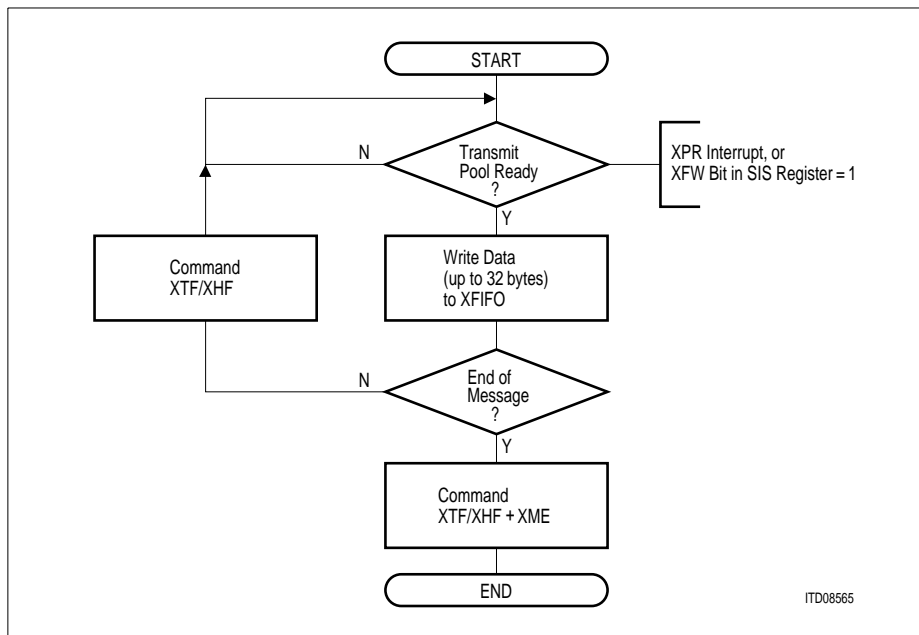 START
N
Transmit
Pool Ready
?
XPR Interrupt, or
XFW Bit in SIS Register = 1
Y
Command
XTF/XHF
Write Data
(up to 32 bytes)
to XFIFO
N
End of
Message
?
Y
Command
XTF/XHF + XME
END
ITD08565